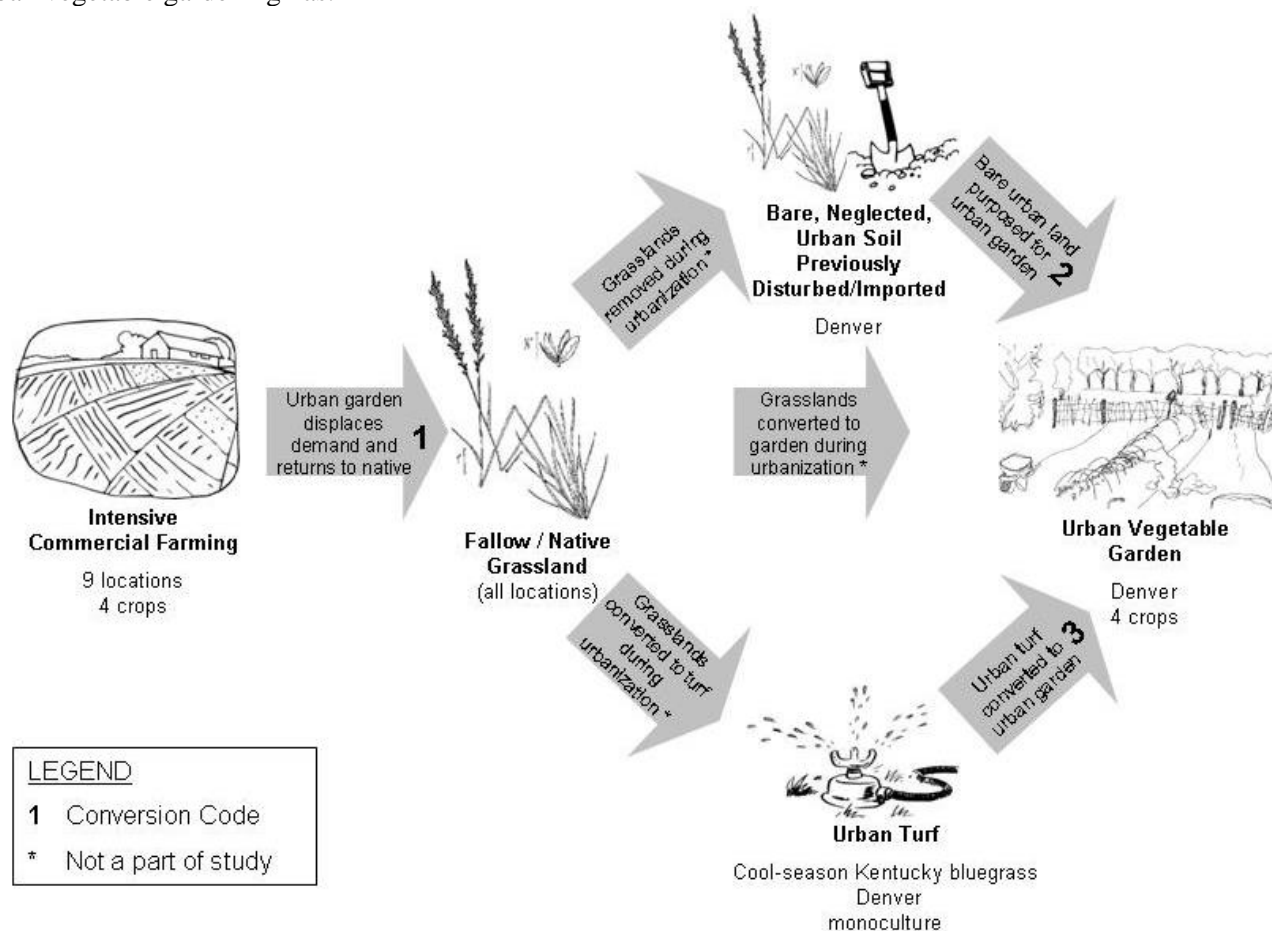 Bare, Neglected,
Urban Soil
Previously
Disturbed/Imported
Denver
Grasslands
removed during
urbanization *
Bare urban land
purposed for
urban garden
2
Intensive
Commercial Farming
9 locations
4 crops
Urban garden
displaces
demand and
returns to native
1
Fallow / Native
Grassland
(all locations)
Grasslands
converted to
garden during
urbanization *
Urban Vegetable
Garden
Denver
4 crops
Grasslands
converted to turf
during
urbanization *
Urban turf
converted to
urban garden
3
Urban Turf
Cool-season Kentucky bluegrass
Denver
monoculture
LEGEND
1 Conversion Code
* Not a part of study